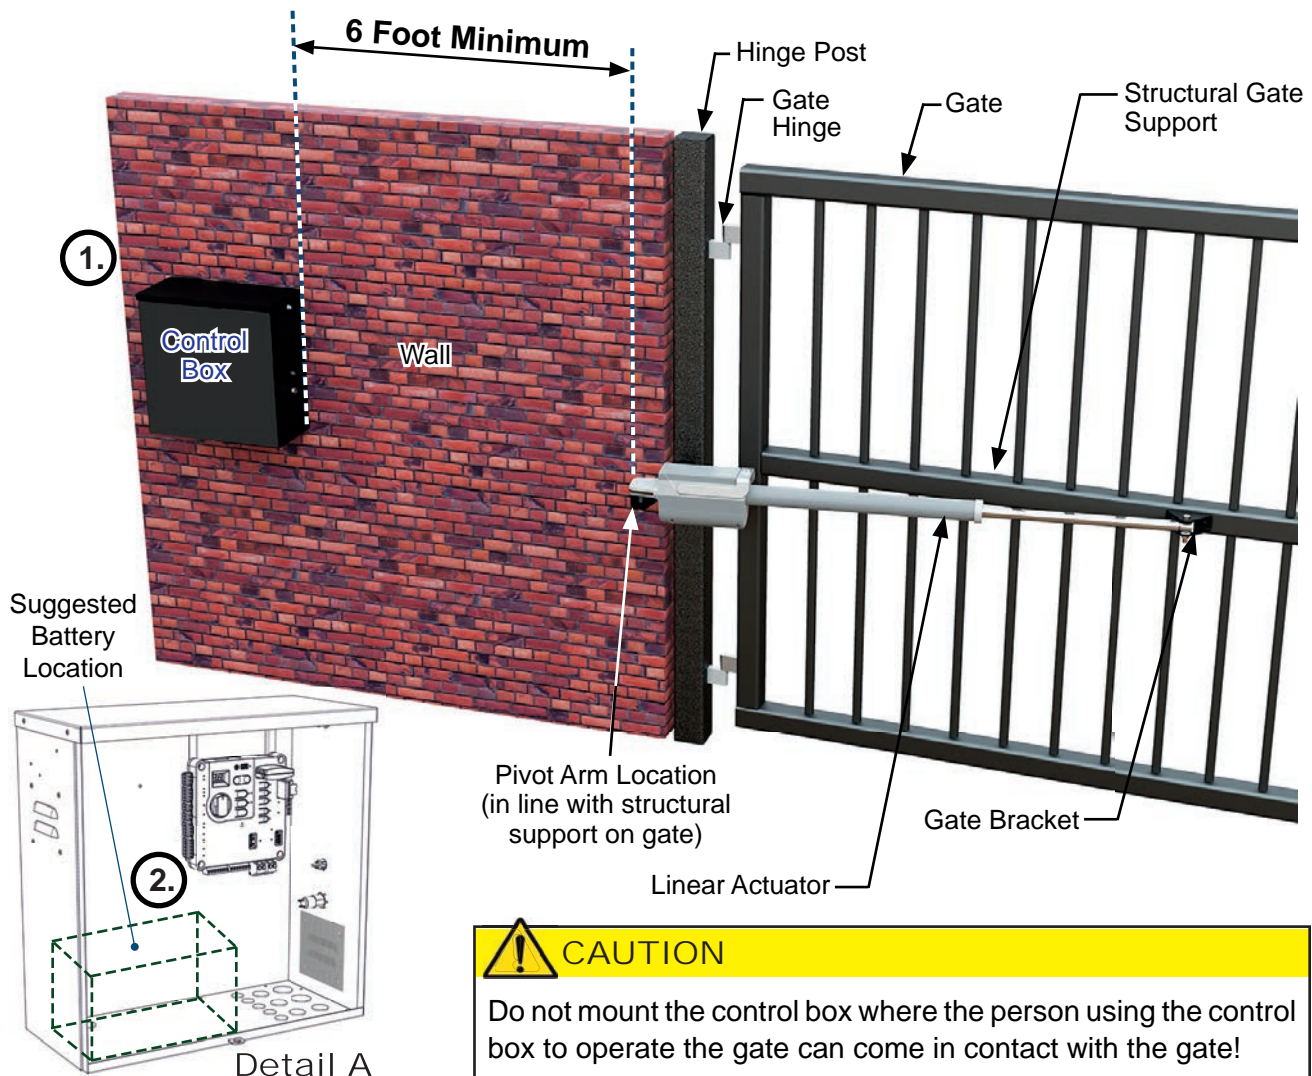 6 Foot Minimum
Hinge Post
Gate
Hinge
Gate
Structural Gate
Support
1.
Control
Box
Wall
Suggested
Battery
Location
2.
Detail A
Pivot Arm Location
(in line with structural
support on gate)
Gate Bracket
Linear Actuator
CAUTION
Do not mount the control box where the person using the control
box to operate the gate can come in contact with the gate!